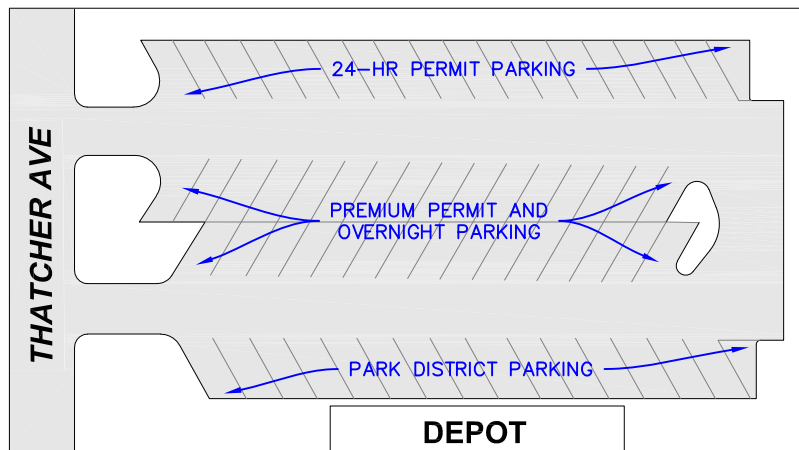 24-HR PERMIT PARKING
THATCHER AVE
PREMIUM PERMIT AND
OVERNIGHT PARKING
PARK DISTRICT PARKING
DEPOT